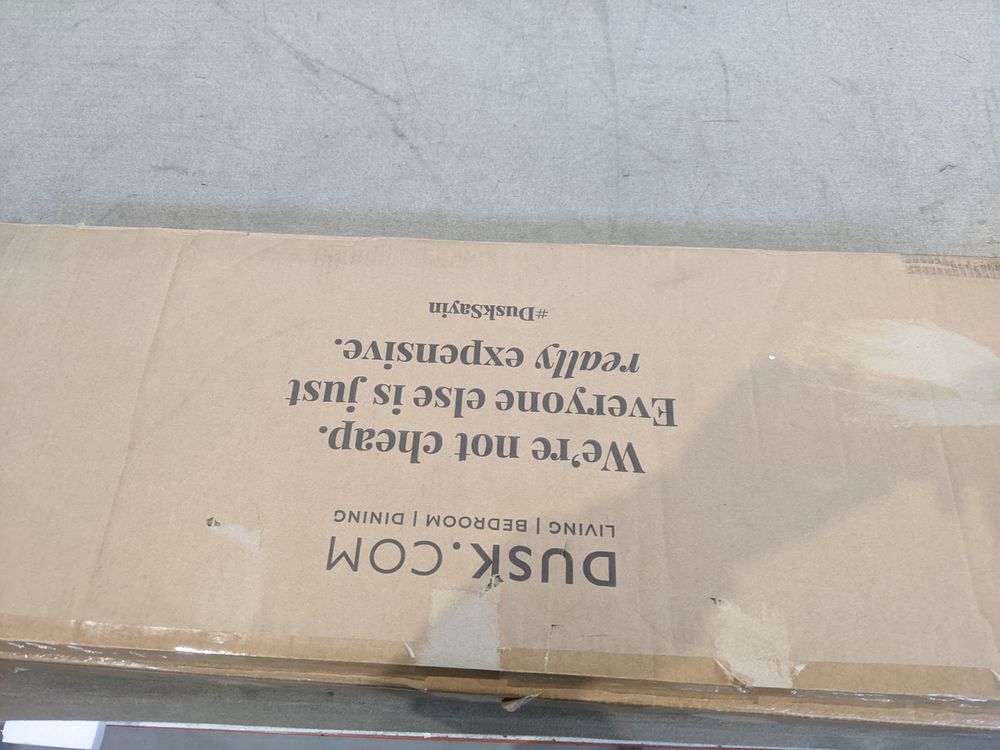 DUSK.COM
LIVING | BEDROOM | DINING
We're not cheap.
Everyone else is just
really expensive.
#DuskSayin